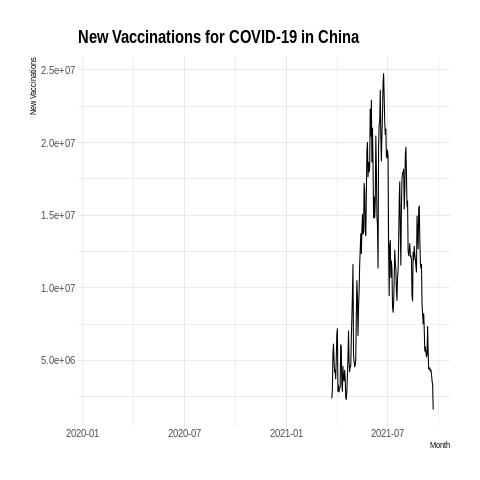 New Vaccinations for COVID-19 in China
New Vaccinations
2.5e+07
2.0e+07
1.5e+07
1.0e+07
5.0e+06
2020-01 2020-07 2021-01 2021-07
Month